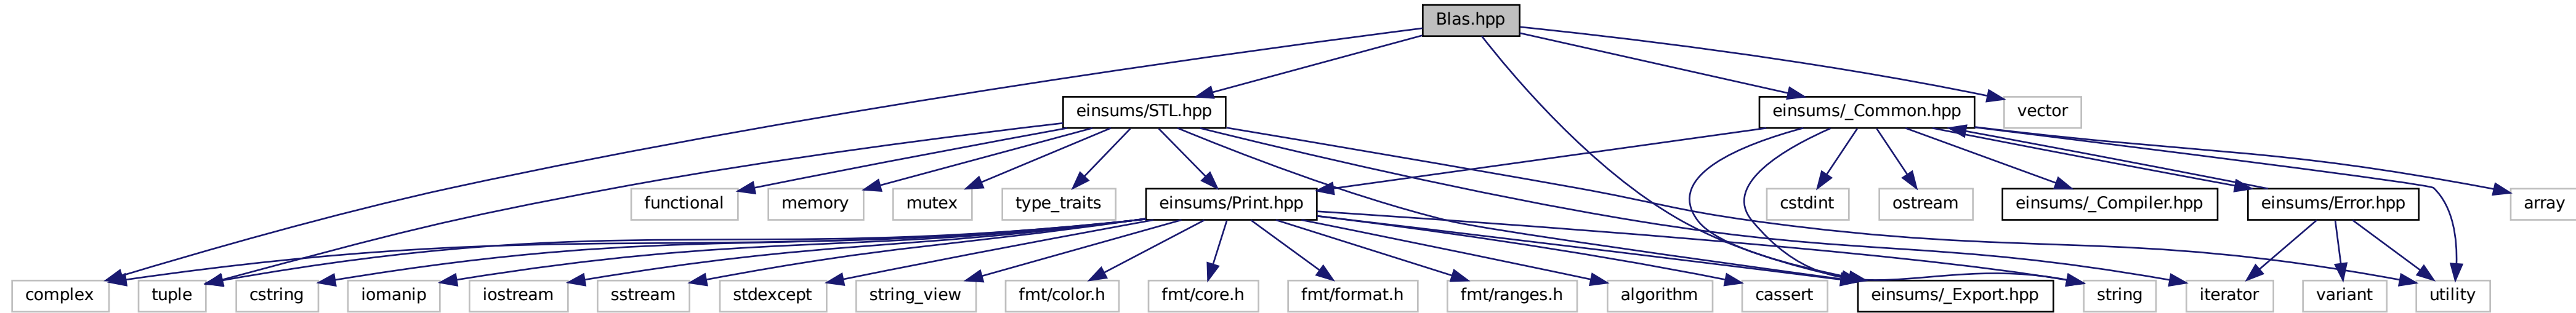 Blas.hpp
einsums/STL.hpp
einsums/_Common.hpp
vector
functional
memory
mutex
type_traits
einsums/Print.hpp
cstdint
ostream
einsums/_Compiler.hpp
einsums/Error.hpp
array
complex
tuple
cstring
iomanip
iostream
sstream
stdexcept
string_view
fmt/color.h
fmt/core.h
fmt/format.h
fmt/ranges.h
algorithm
cassert
einsums/_Export.hpp
string
iterator
variant
utility